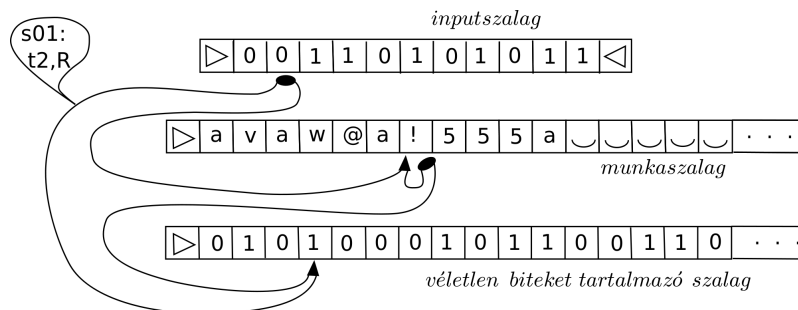 inputszalag
s01:
t2,R
▷ 0 0 1 1 0 1 0 1 0 1 1 ◁
▷ a v a w @ a ! 5 5 5 a ⌣ ⌣ ⌣ ⌣ ⌣ · · ·
munkaszalag
▷ 0 1 0 1 0 0 0 1 0 1 1 0 0 1 1 0 · · ·
véletlen biteket tartalmazó szalag